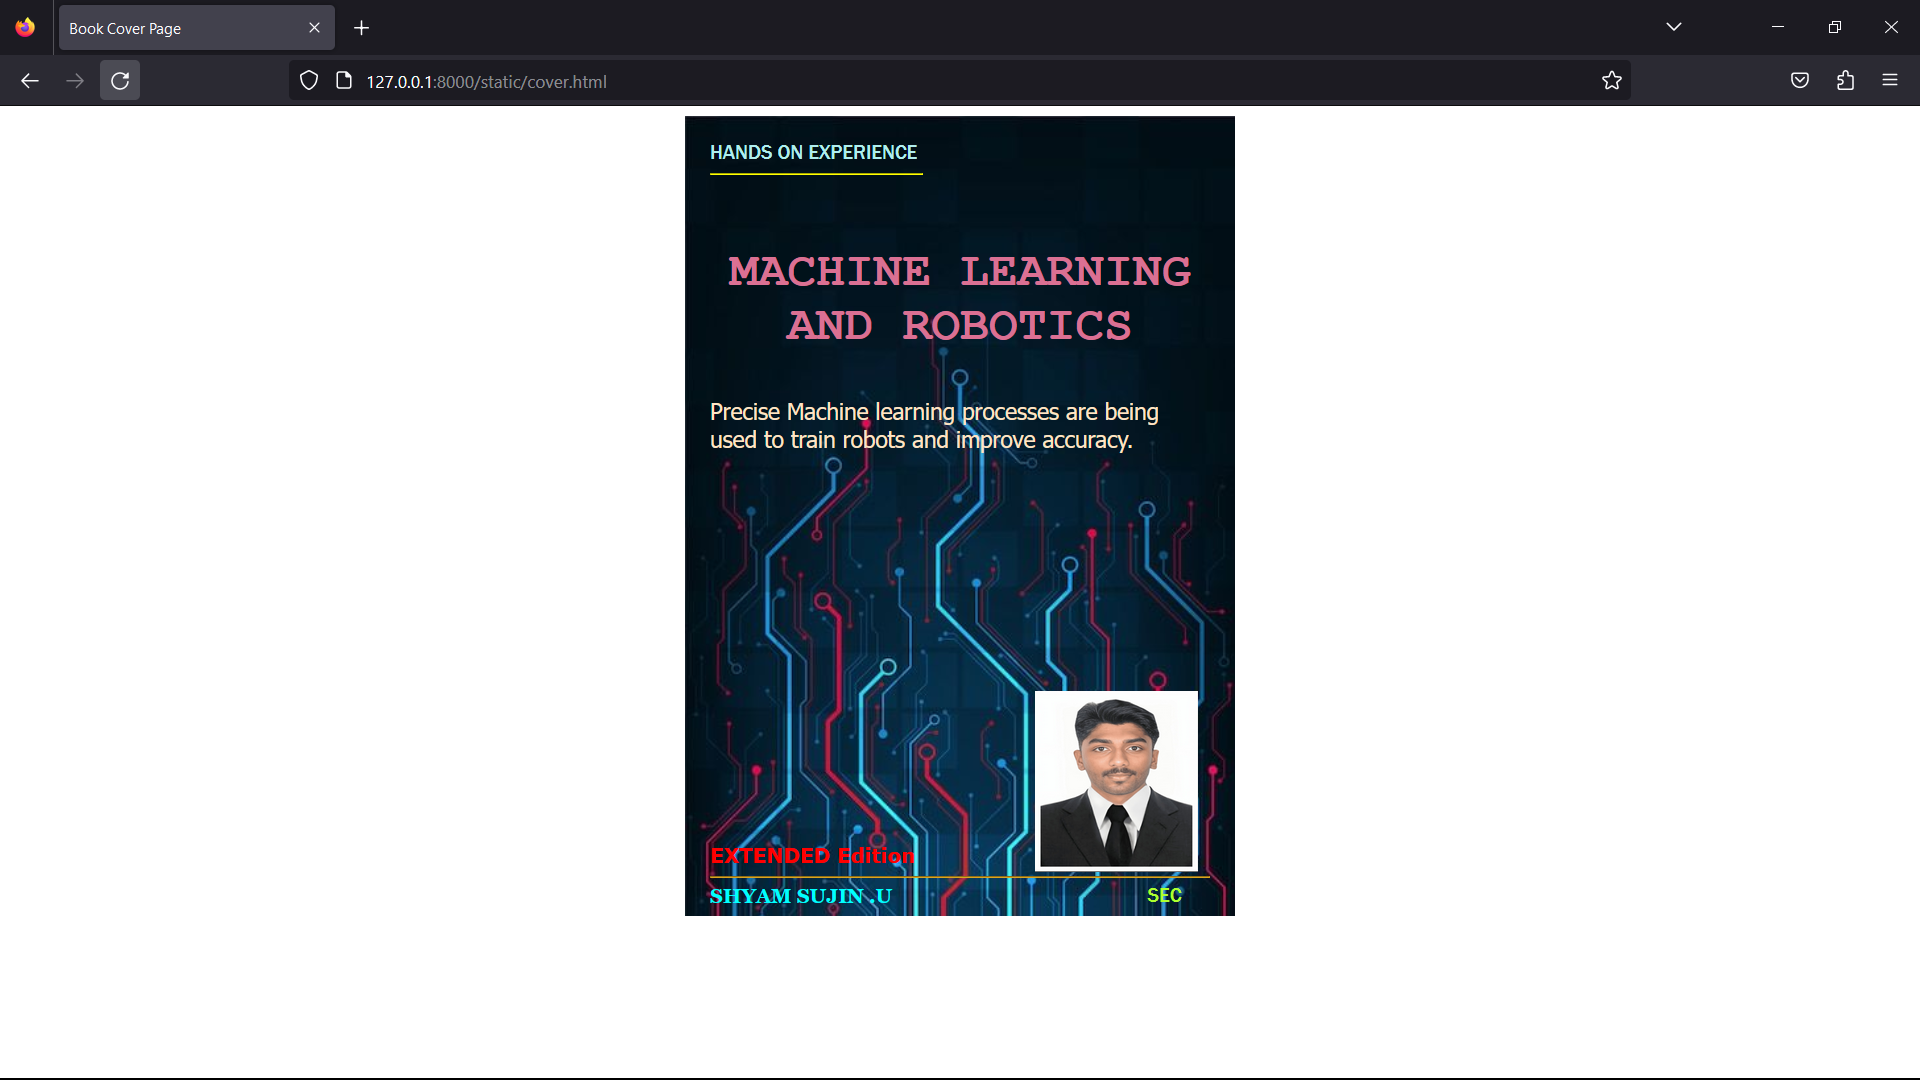 Book Cover Page
127.0.0.1:8000/static/cover.html
HANDS ON EXPERIENCE
MACHINE LEARNING
AND ROBOTICS
Precise Machine learning processes are being
used to train robots and improve accuracy.
EXTENDED Edition
SHYAM SUJIN .U
SEC